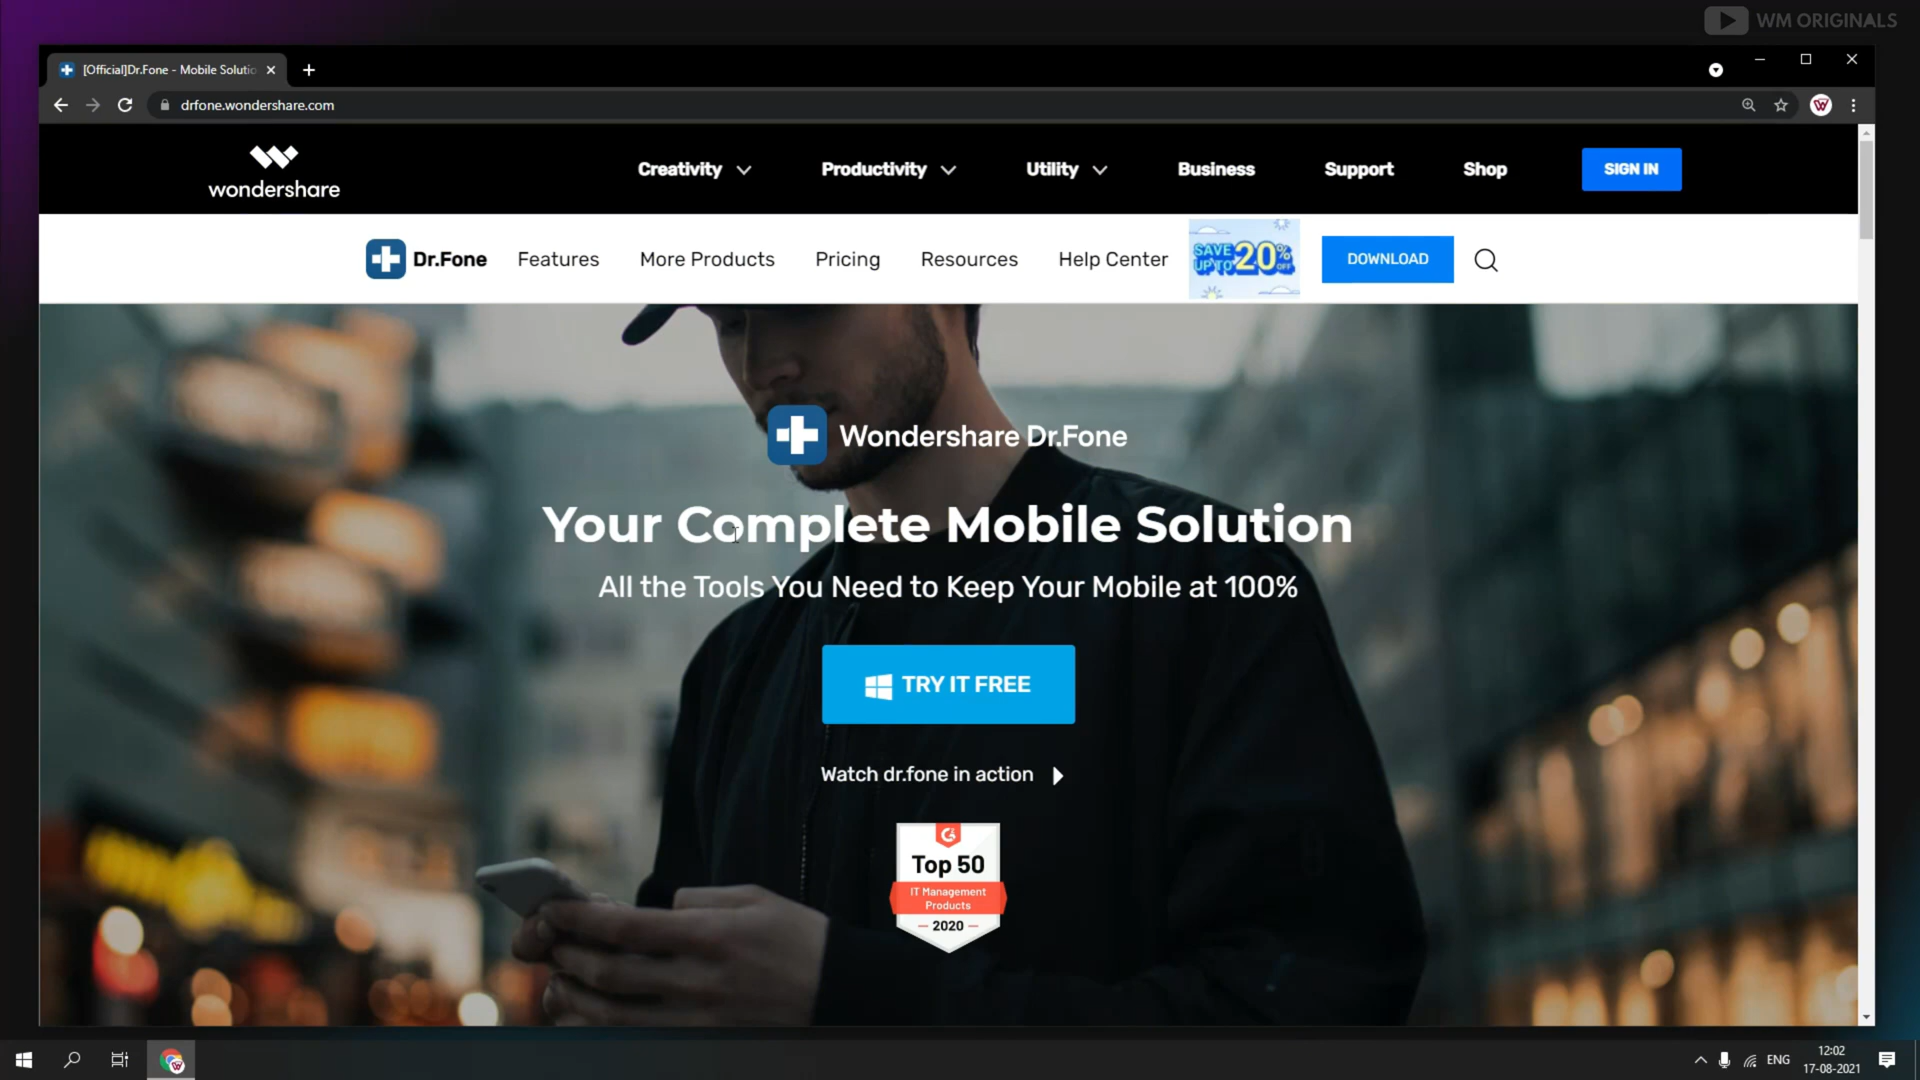 WM ORIGINALS
[Official]Dr.Fone - Mobile Solutio
drfone.wondershare.com
wondershare
Creativity
Productivity
Utility
Business
Support
Shop
SIGN IN
Dr.Fone
Features
More Products
Pricing
Resources
Help Center
SAVE UP TO 20% OFF
DOWNLOAD
Wondershare Dr.Fone
Your Complete Mobile Solution
All the Tools You Need to Keep Your Mobile at 100%
TRY IT FREE
Watch dr.fone in action
Top 50
IT Management
Products
2020
ENG
12:02
17-08-2021